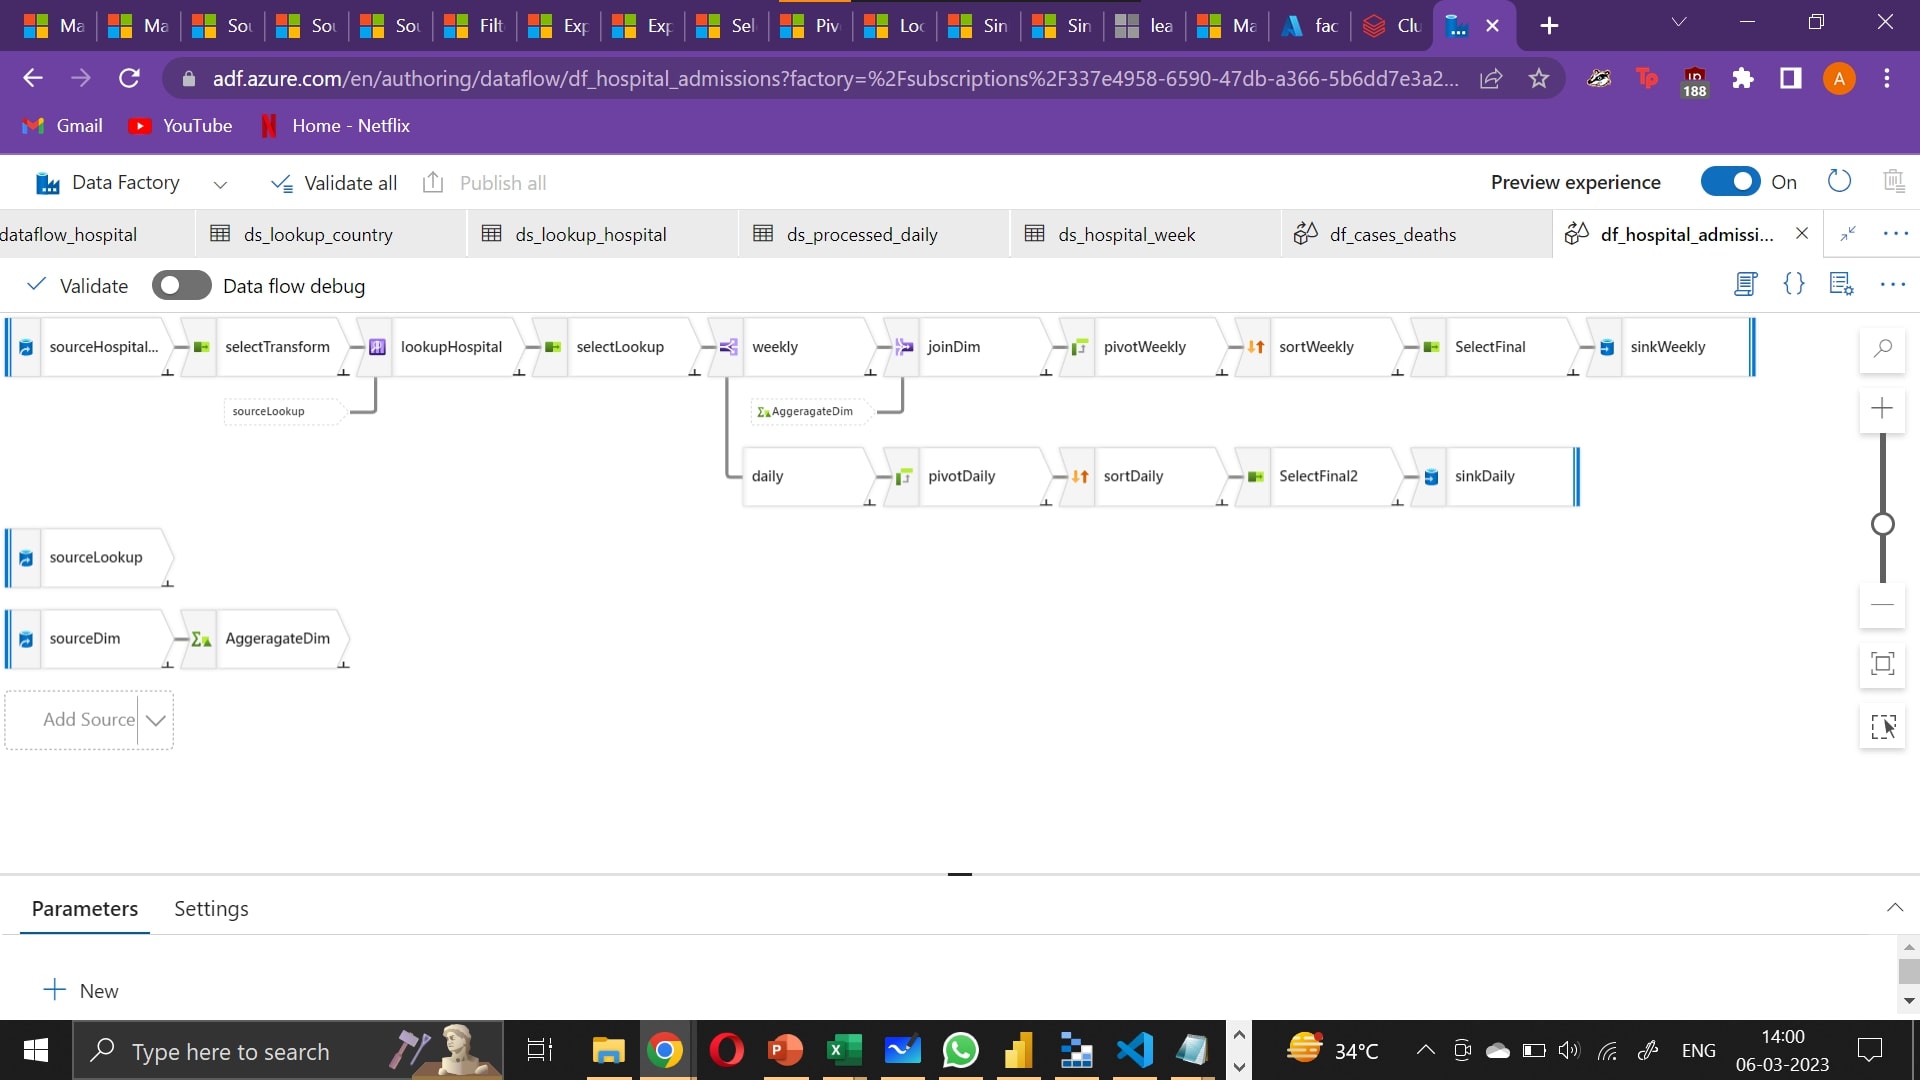 Ma
Ma
Sou
Sou
Sou
Filt
Exp
Exp
Sel
Piv
Loo
Sin
Sin
lea
Ma
fac
Clu
...
adf.azure.com/en/authoring/dataflow/df_hospital_admissions?factory=%2Fsubscriptions%2F337e4958-6590-47db-a366-5b6dd7e3a2...
Tp
188
A
Gmail
YouTube
Home - Netflix
Data Factory
Validate all
Publish all
Preview experience
On
dataflow_hospital
ds_lookup_country
ds_lookup_hospital
ds_processed_daily
ds_hospital_week
df_cases_deaths
df_hospital_admissi...
Validate
Data flow debug
sourceHospital...
selectTransform
lookupHospital
selectLookup
weekly
joinDim
pivotWeekly
sortWeekly
SelectFinal
sinkWeekly
sourceLookup
AggeragateDim
daily
pivotDaily
sortDaily
SelectFinal2
sinkDaily
sourceLookup
sourceDim
AggeragateDim
Add Source
Parameters
Settings
New
Type here to search
34°C
ENG
14:00
06-03-2023